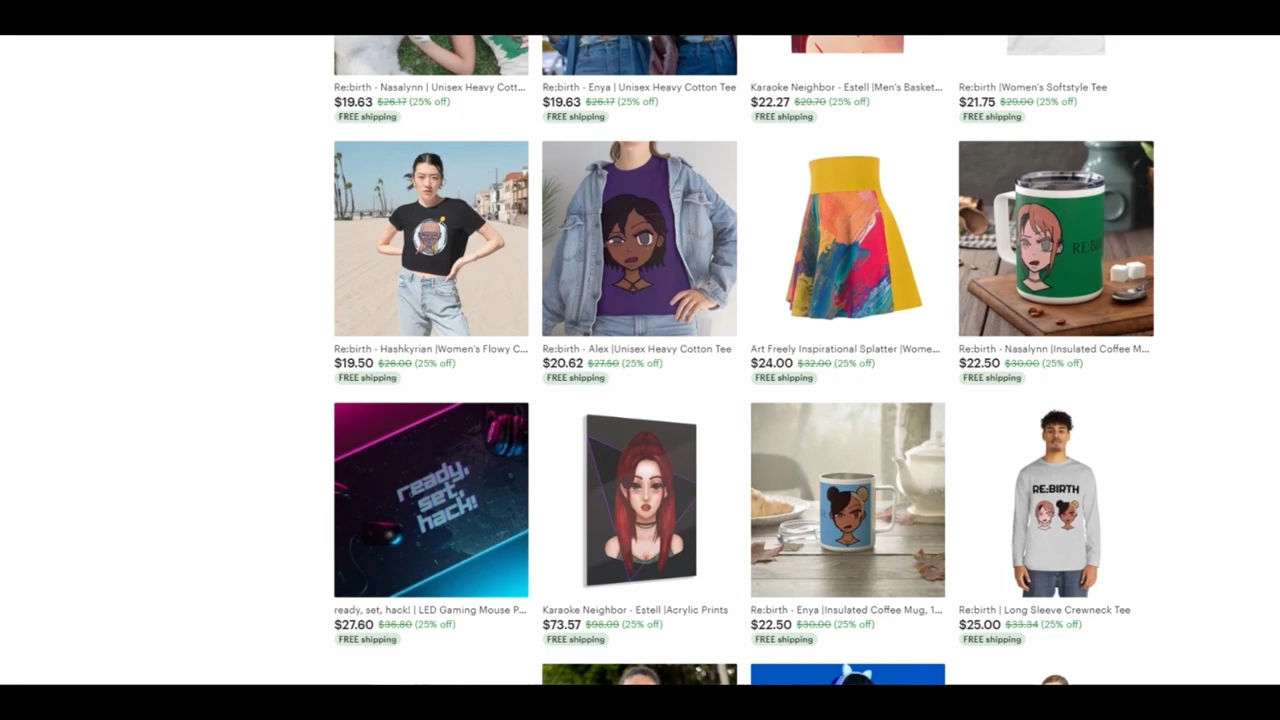 Re:birth - Nasalynn | Unisex Heavy Cott...
$19.63 $26.17 (25% off)
FREE shipping
Re:birth - Enya | Unisex Heavy Cotton Tee
$19.63 $26.17 (25% off)
FREE shipping
Karaoke Neighbor - Estell |Men's Basket...
$22.27 $29.70 (25% off)
FREE shipping
Re:birth |Women's Softstyle Tee
$21.75 $29.00 (25% off)
FREE shipping
RE:BI
Re:birth - Hashkyrian |Women's Flowy C...
$19.50 $26.00 (25% off)
FREE shipping
Re:birth - Alex |Unisex Heavy Cotton Tee
$20.62 $27.50 (25% off)
FREE shipping
Art Freely Inspirational Splatter |Wome...
$24.00 $32.00 (25% off)
FREE shipping
Re:birth - Nasalynn |Insulated Coffee M...
$22.50 $30.00 (25% off)
FREE shipping
ready,
set,
hack!
RE:BIRTH
ready, set, hack! | LED Gaming Mouse P...
$27.60 $36.80 (25% off)
FREE shipping
Karaoke Neighbor - Estell |Acrylic Prints
$73.57 $98.09 (25% off)
FREE shipping
Re:birth - Enya |Insulated Coffee Mug, 1...
$22.50 $30.00 (25% off)
FREE shipping
Re:birth | Long Sleeve Crewneck Tee
$25.00 $33.34 (25% off)
FREE shipping